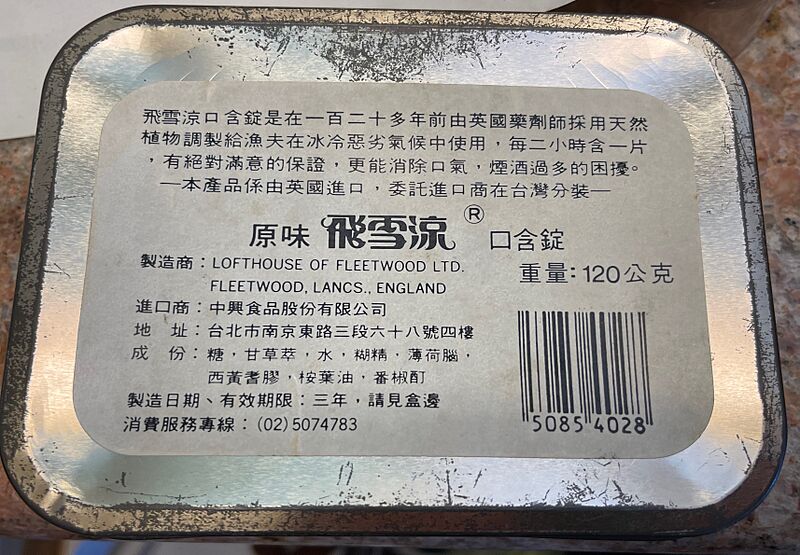 飛雪涼口含錠是在一百二十多年前由英國藥劑師採用天然
植物調製給漁夫在冰冷惡劣氣候中使用，每二小時含一片
，有絕對滿意的保證，更能消除口氣，煙酒過多的困擾。
—本產品係由英國進口，委託進口商在台灣分裝—
原味 飛雪涼® 口含錠
製造商：LOFTHOUSE OF FLEETWOOD LTD.
FLEETWOOD, LANCS., ENGLAND
重量：120公克
進口商：中興食品股份有限公司
地　址：台北市南京東路三段六十八號四樓
成　份：糖，甘草萃，水，糊精，薄荷腦，
西黃耆膠，桉葉油，番椒酊
製造日期、有效期限：三年，請見盒邊
消費服務專線：(02)5074783
5085 4028